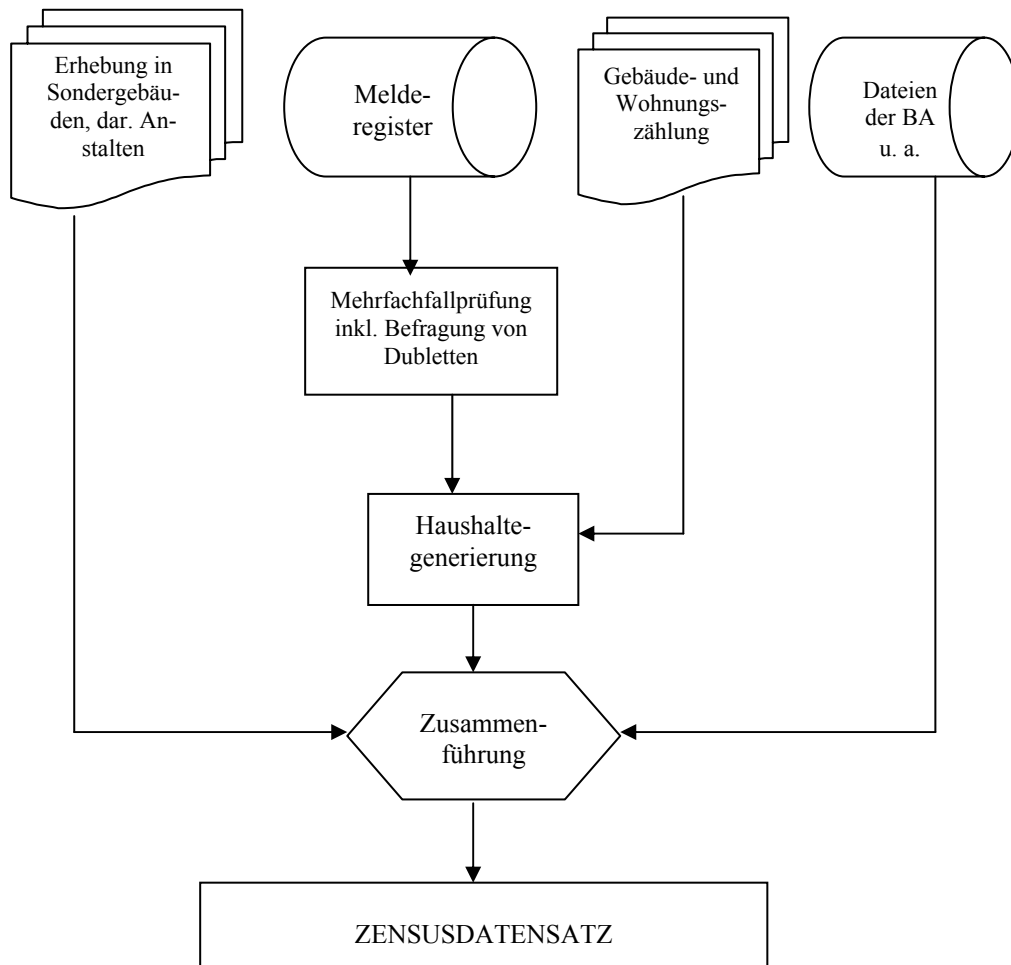 Erhebung in
Sondergebäu-
den, dar. An-
stalten
Melde-
register
Gebäude- und
Wohnungs-
zählung
Dateien
der BA
u. a.
Mehrfachfallprüfung
inkl. Befragung von
Dubletten
Haushalte-
generierung
Zusammen-
führung
ZENSUSDATENSATZ